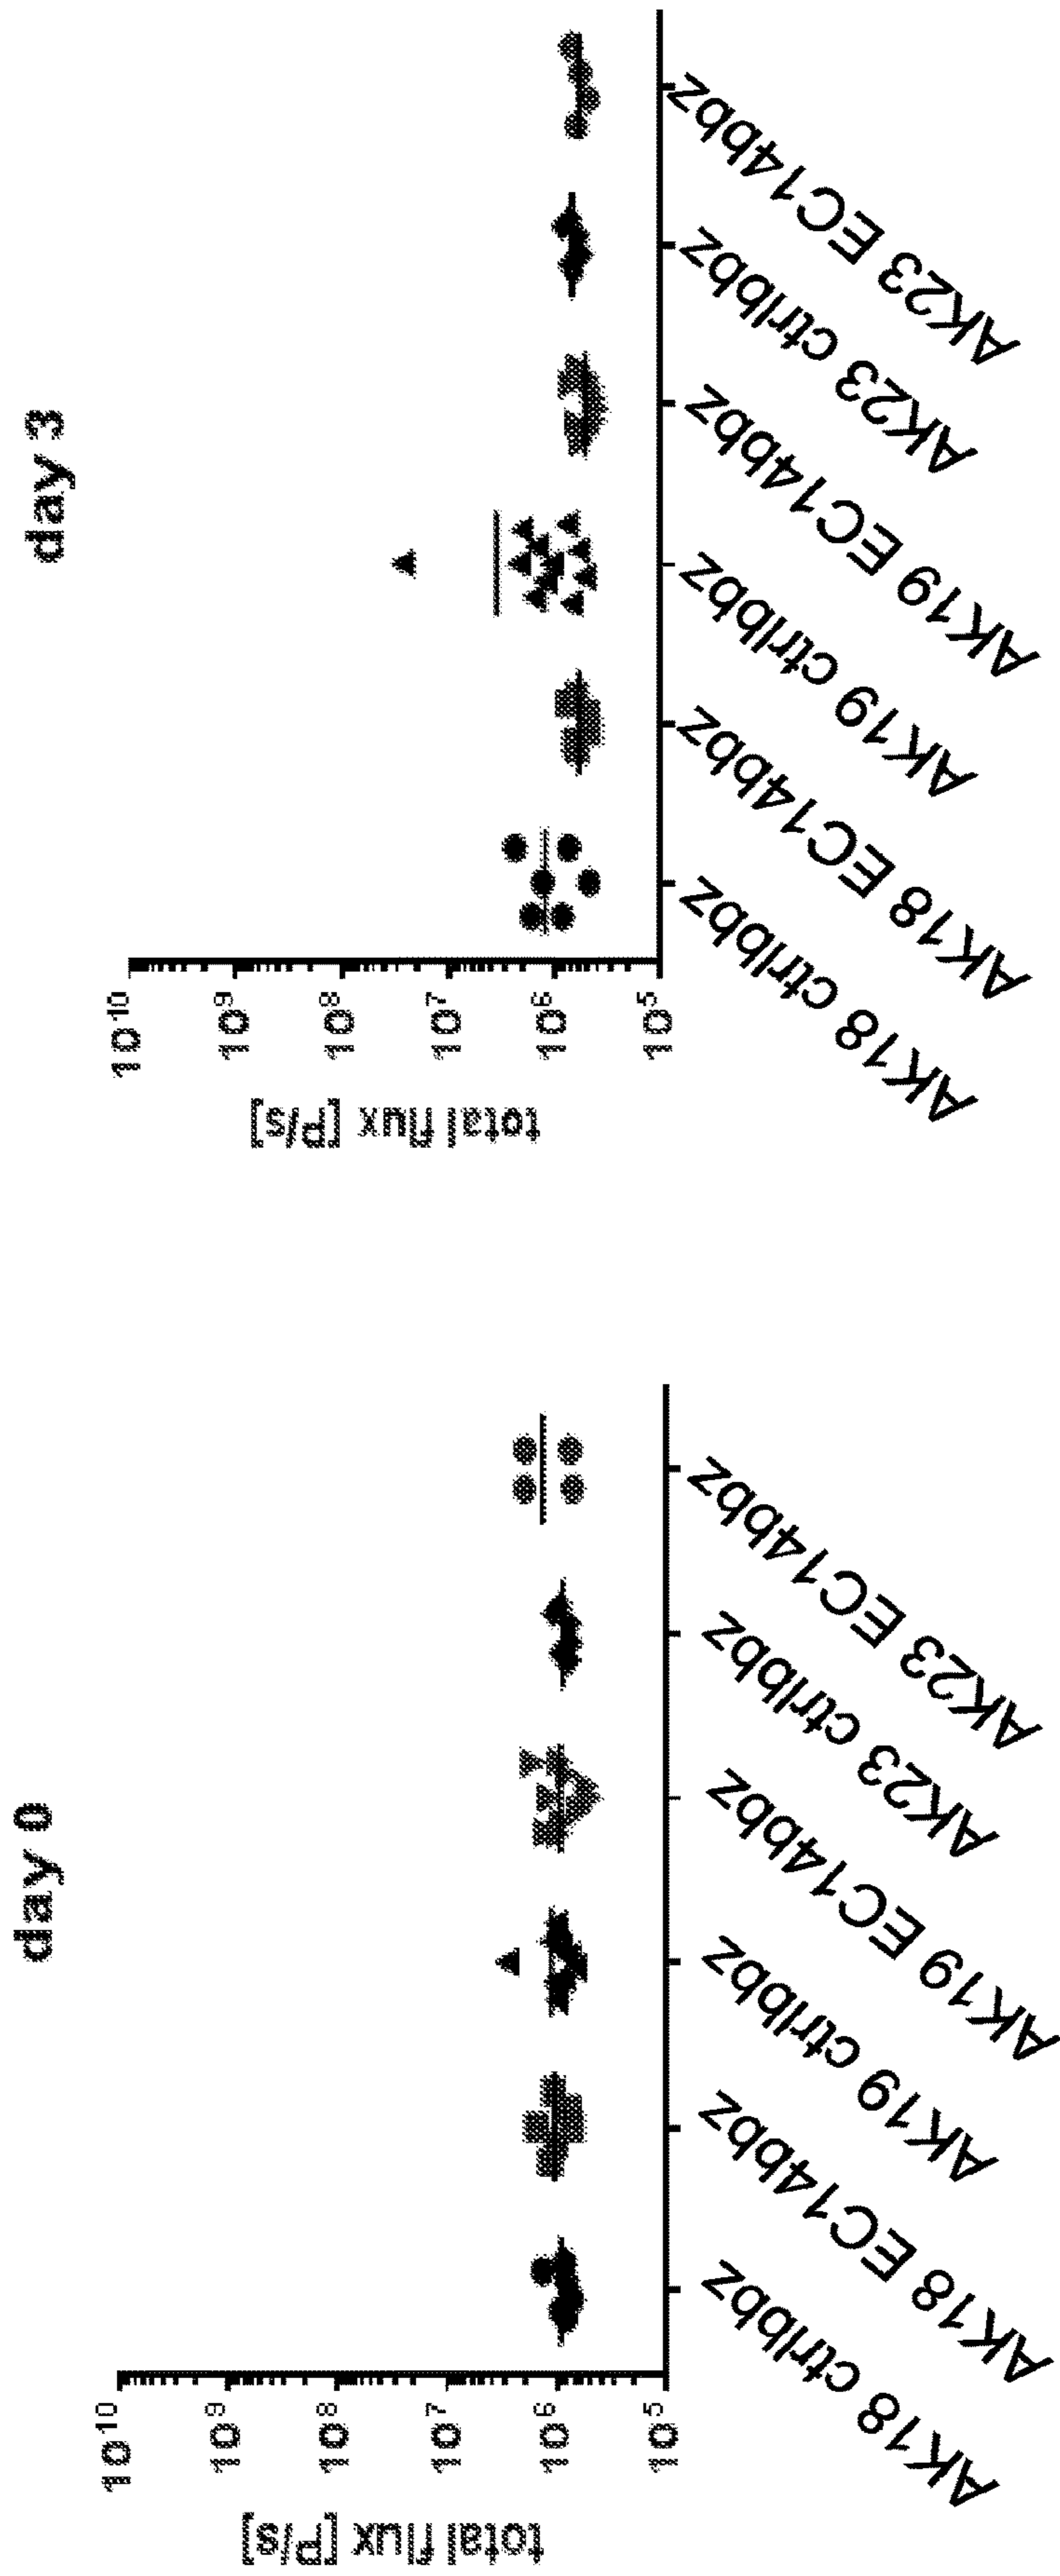 day 0
total flux [P/s]
10^10
10^9
10^8
10^7
10^6
10^5
AK18 ctrlbbz
AK18 EC14bbz
AK19 ctrlbbz
AK19 EC14bbz
AK23 ctrlbbz
AK23 EC14bbz
day 3
total flux [P/s]
10^10
10^9
10^8
10^7
10^6
10^5
AK18 ctrlbbz
AK18 EC14bbz
AK19 ctrlbbz
AK19 EC14bbz
AK23 ctrlbbz
AK23 EC14bbz